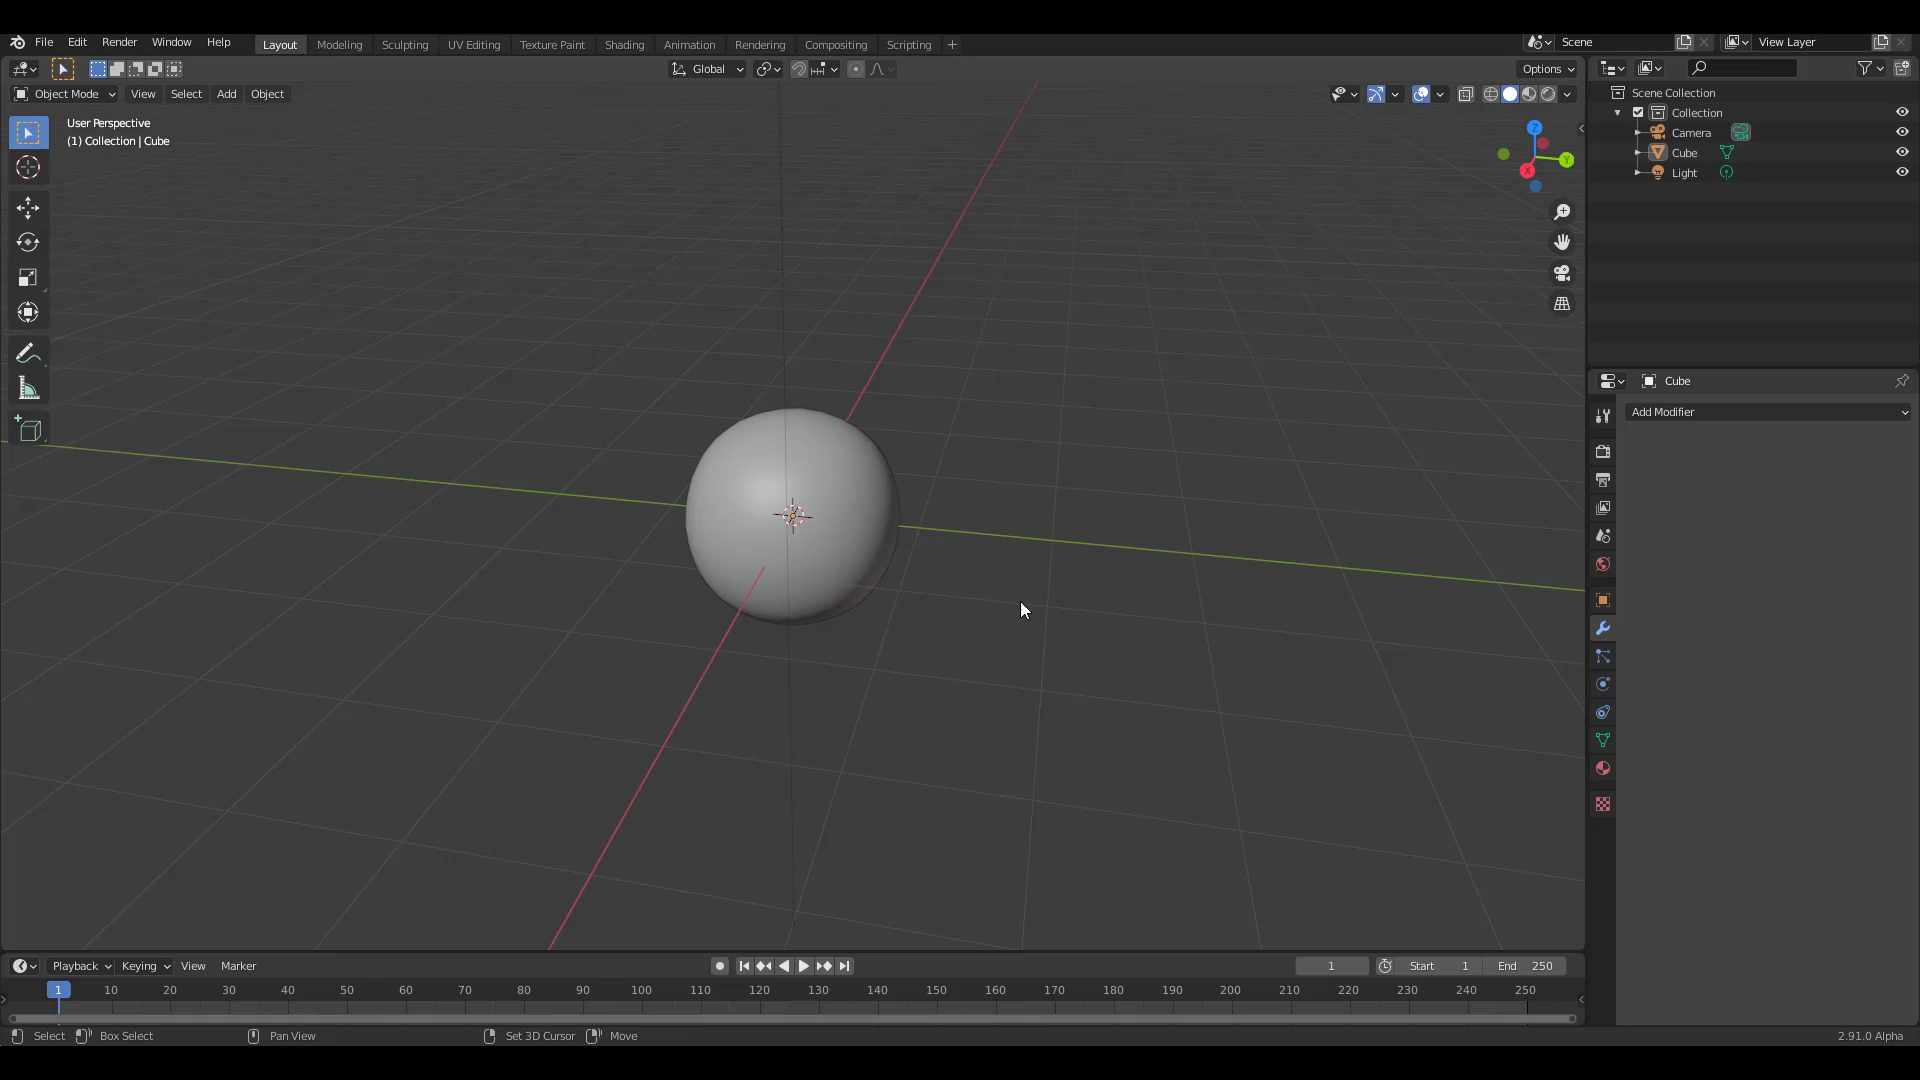 File Edit Render Window Help Layout Modeling Sculpting UV Editing Texture Paint Shading Animation Rendering Compositing Scripting + Scene View Layer
Global Options
Object Mode View Select Add Object
User Perspective
(1) Collection | Cube
Z
Y
X
Scene Collection
Collection
Camera
Cube
Light
Cube
Add Modifier
Playback Keying View Marker 1 Start 1 End 250
1 10 20 30 40 50 60 70 80 90 100 110 120 130 140 150 160 170 180 190 200 210 220 230 240 250
Select Box Select Pan View Set 3D Cursor Move 2.91.0 Alpha